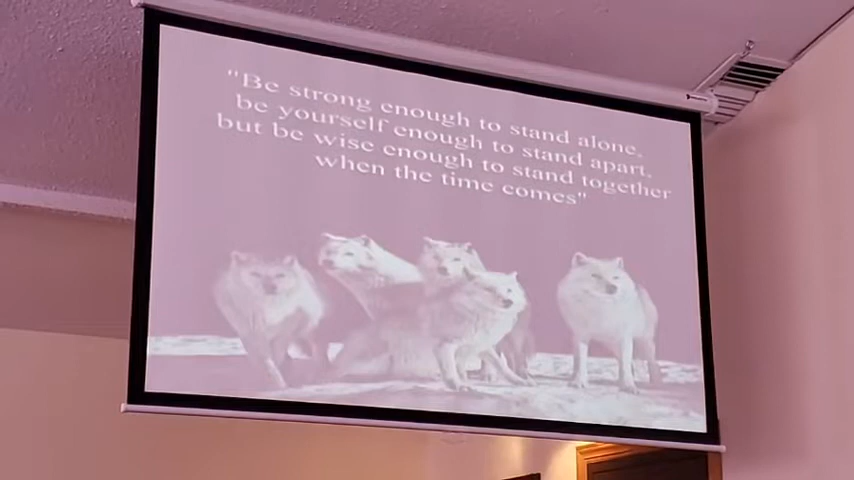 "Be strong enough to stand alone,
be yourself enough to stand apart,
but be wise enough to stand together
when the time comes"